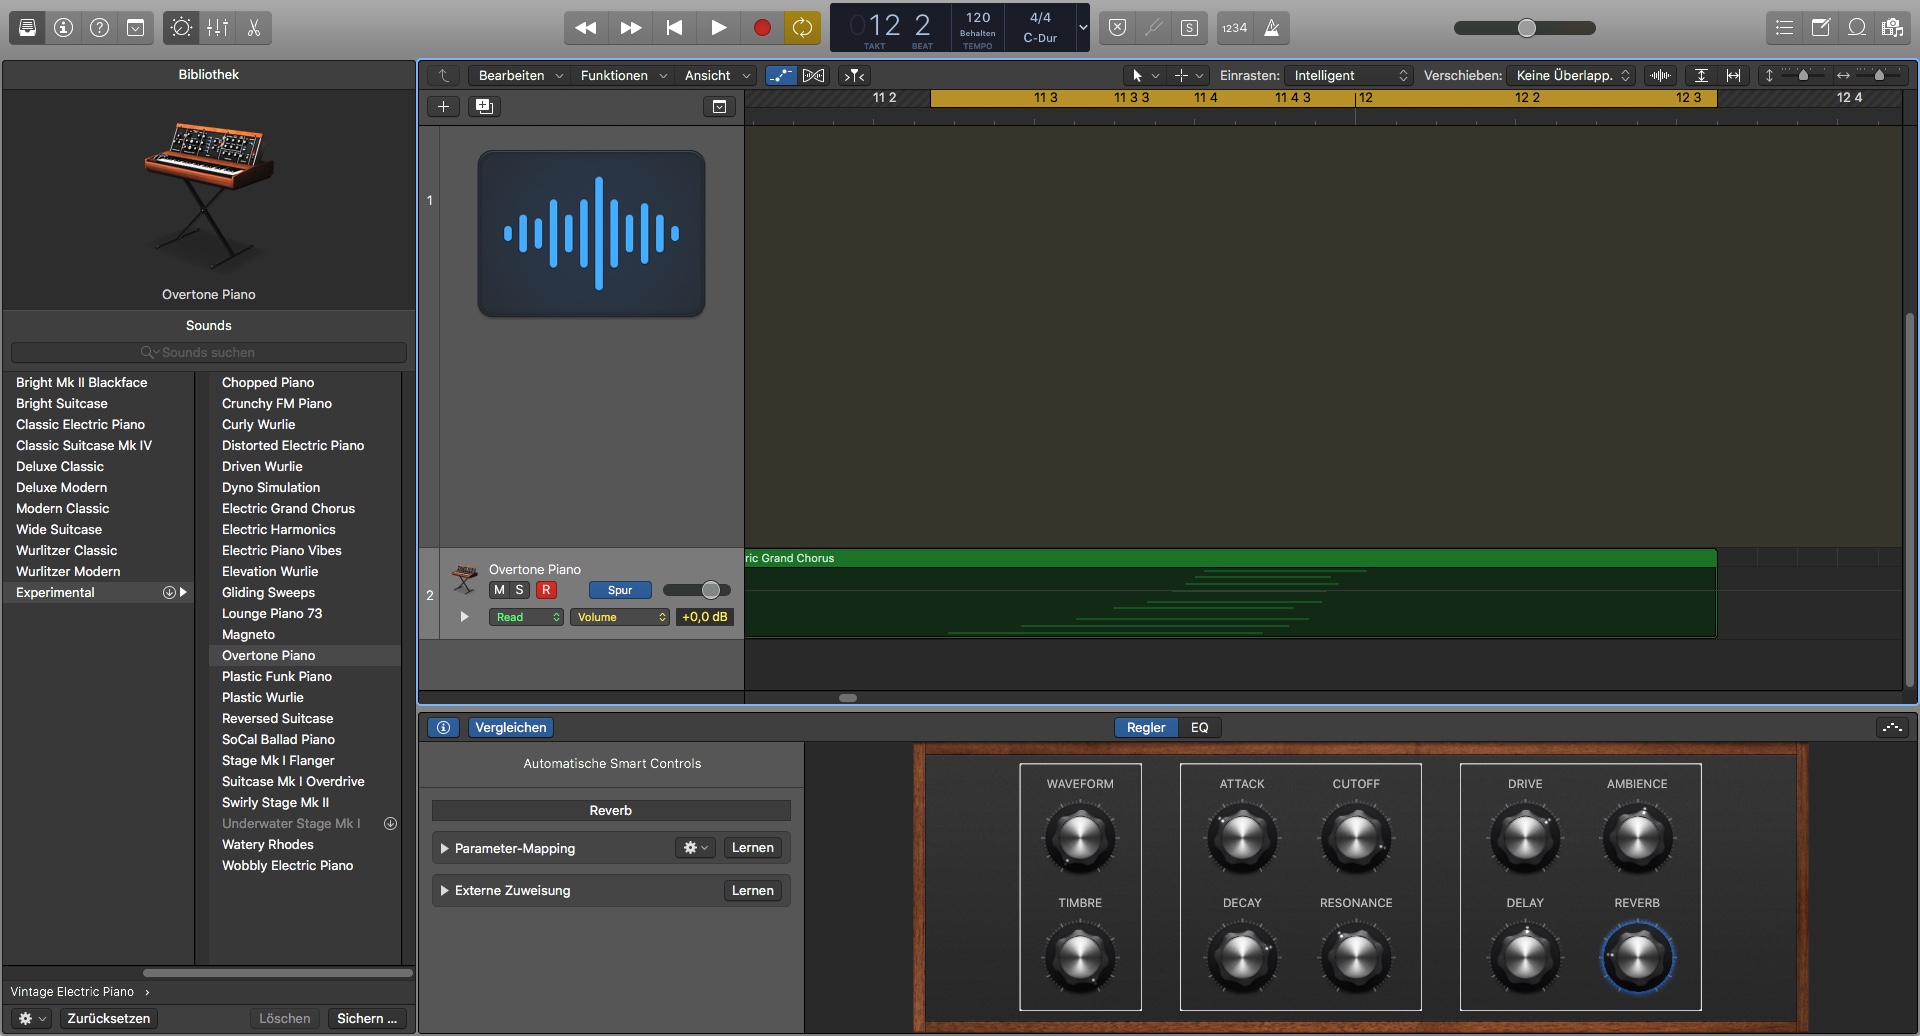 12 2
TAKT BEAT
120
Behalten
TEMPO
4/4
C-Dur
S
1234
Bibliothek
Overtone Piano
Sounds
Sounds suchen
Bright Mk II Blackface
Bright Suitcase
Classic Electric Piano
Classic Suitcase Mk IV
Deluxe Classic
Deluxe Modern
Modern Classic
Wide Suitcase
Wurlitzer Classic
Wurlitzer Modern
Experimental
Chopped Piano
Crunchy FM Piano
Curly Wurlie
Distorted Electric Piano
Driven Wurlie
Dyno Simulation
Electric Grand Chorus
Electric Harmonics
Electric Piano Vibes
Elevation Wurlie
Gliding Sweeps
Lounge Piano 73
Magneto
Overtone Piano
Plastic Funk Piano
Plastic Wurlie
Reversed Suitcase
SoCal Ballad Piano
Stage Mk I Flanger
Suitcase Mk I Overdrive
Swirly Stage Mk II
Underwater Stage Mk I
Watery Rhodes
Wobbly Electric Piano
Vintage Electric Piano ›
Zurücksetzen
Löschen
Sichern ...
Bearbeiten
Funktionen
Ansicht
Einrasten: Intelligent
Verschieben: Keine Überlapp.
11 2
11 3
11 3 3
11 4
11 4 3
12
12 2
12 3
12 4
1
2
Overtone Piano
M S R Spur
Read Volume +0,0 dB
ric Grand Chorus
Vergleichen
Regler EQ
Automatische Smart Controls
Reverb
Parameter-Mapping
Lernen
Externe Zuweisung
Lernen
WAVEFORM
TIMBRE
ATTACK CUTOFF
DECAY RESONANCE
DRIVE AMBIENCE
DELAY REVERB